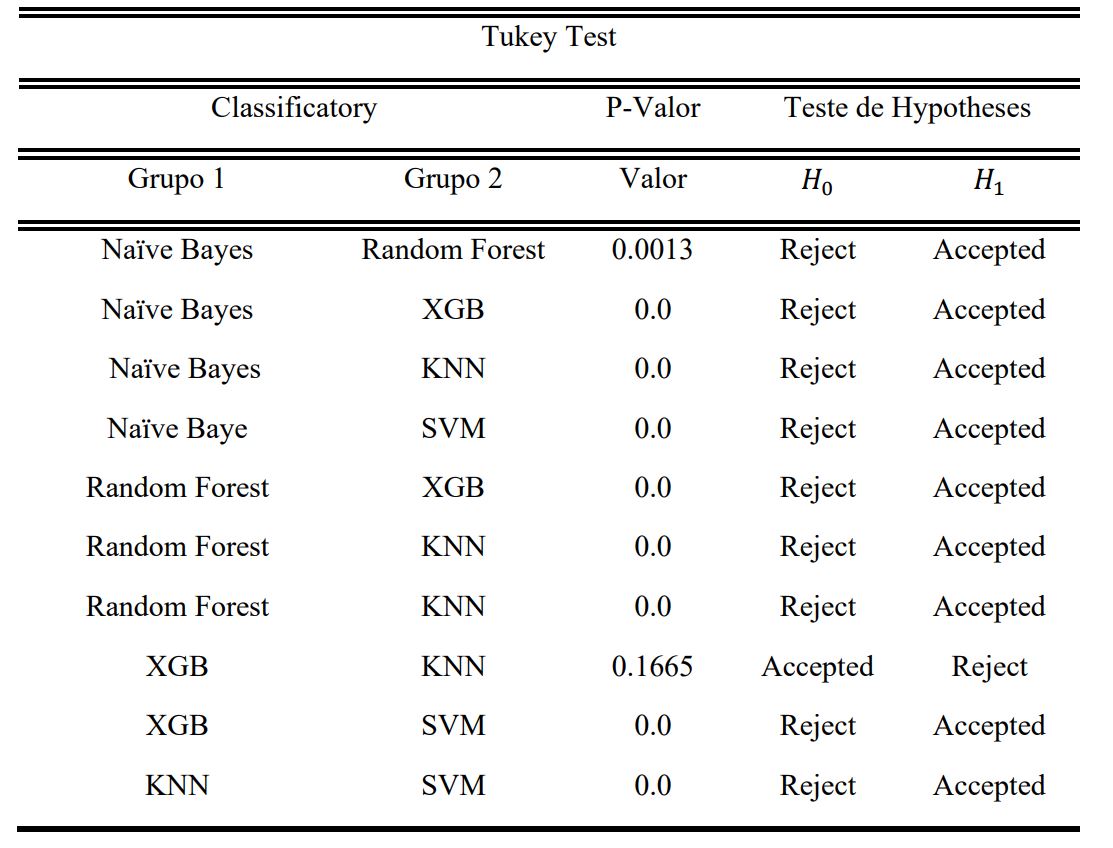 Tukey Test
Classificatory P-Valor Teste de Hypotheses
Grupo 1 Grupo 2 Valor H₀ H₁
Naïve Bayes Random Forest 0.0013 Reject Accepted
Naïve Bayes XGB 0.0 Reject Accepted
Naïve Bayes KNN 0.0 Reject Accepted
Naïve Baye SVM 0.0 Reject Accepted
Random Forest XGB 0.0 Reject Accepted
Random Forest KNN 0.0 Reject Accepted
Random Forest KNN 0.0 Reject Accepted
XGB KNN 0.1665 Accepted Reject
XGB SVM 0.0 Reject Accepted
KNN SVM 0.0 Reject Accepted